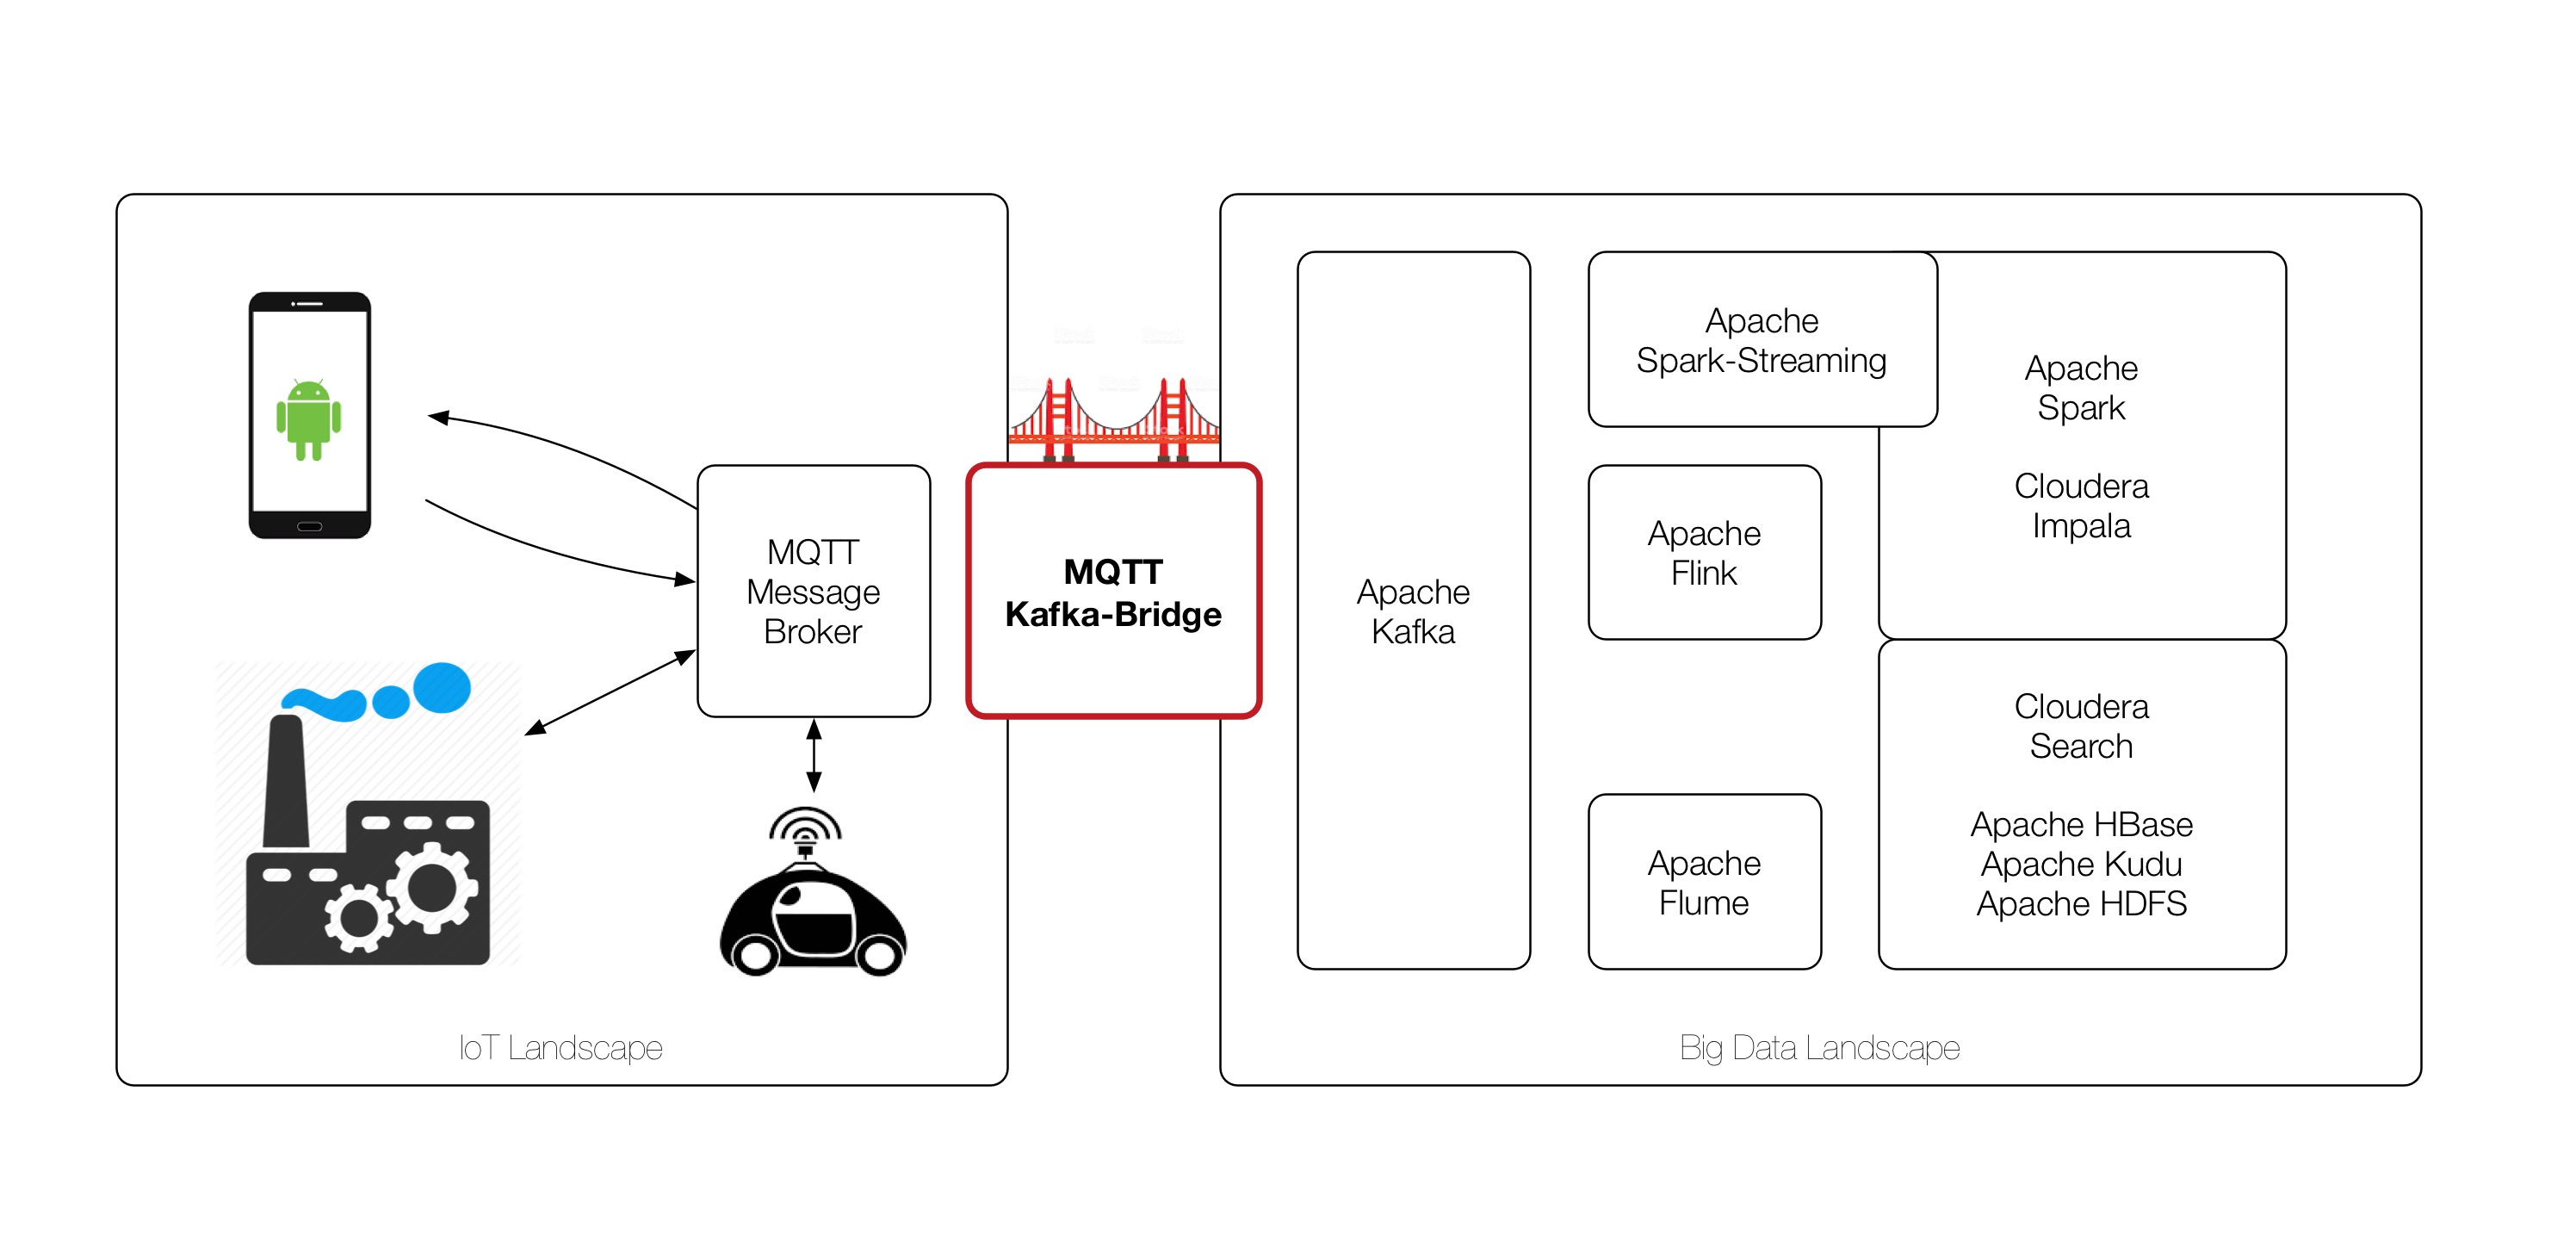 MQTT
Message
Broker
IoT Landscape
MQTT
Kafka-Bridge
Apache
Kafka
Apache
Spark-Streaming
Apache
Flink
Apache
Flume
Apache
Spark
Cloudera
Impala
Cloudera
Search
Apache HBase
Apache Kudu
Apache HDFS
Big Data Landscape